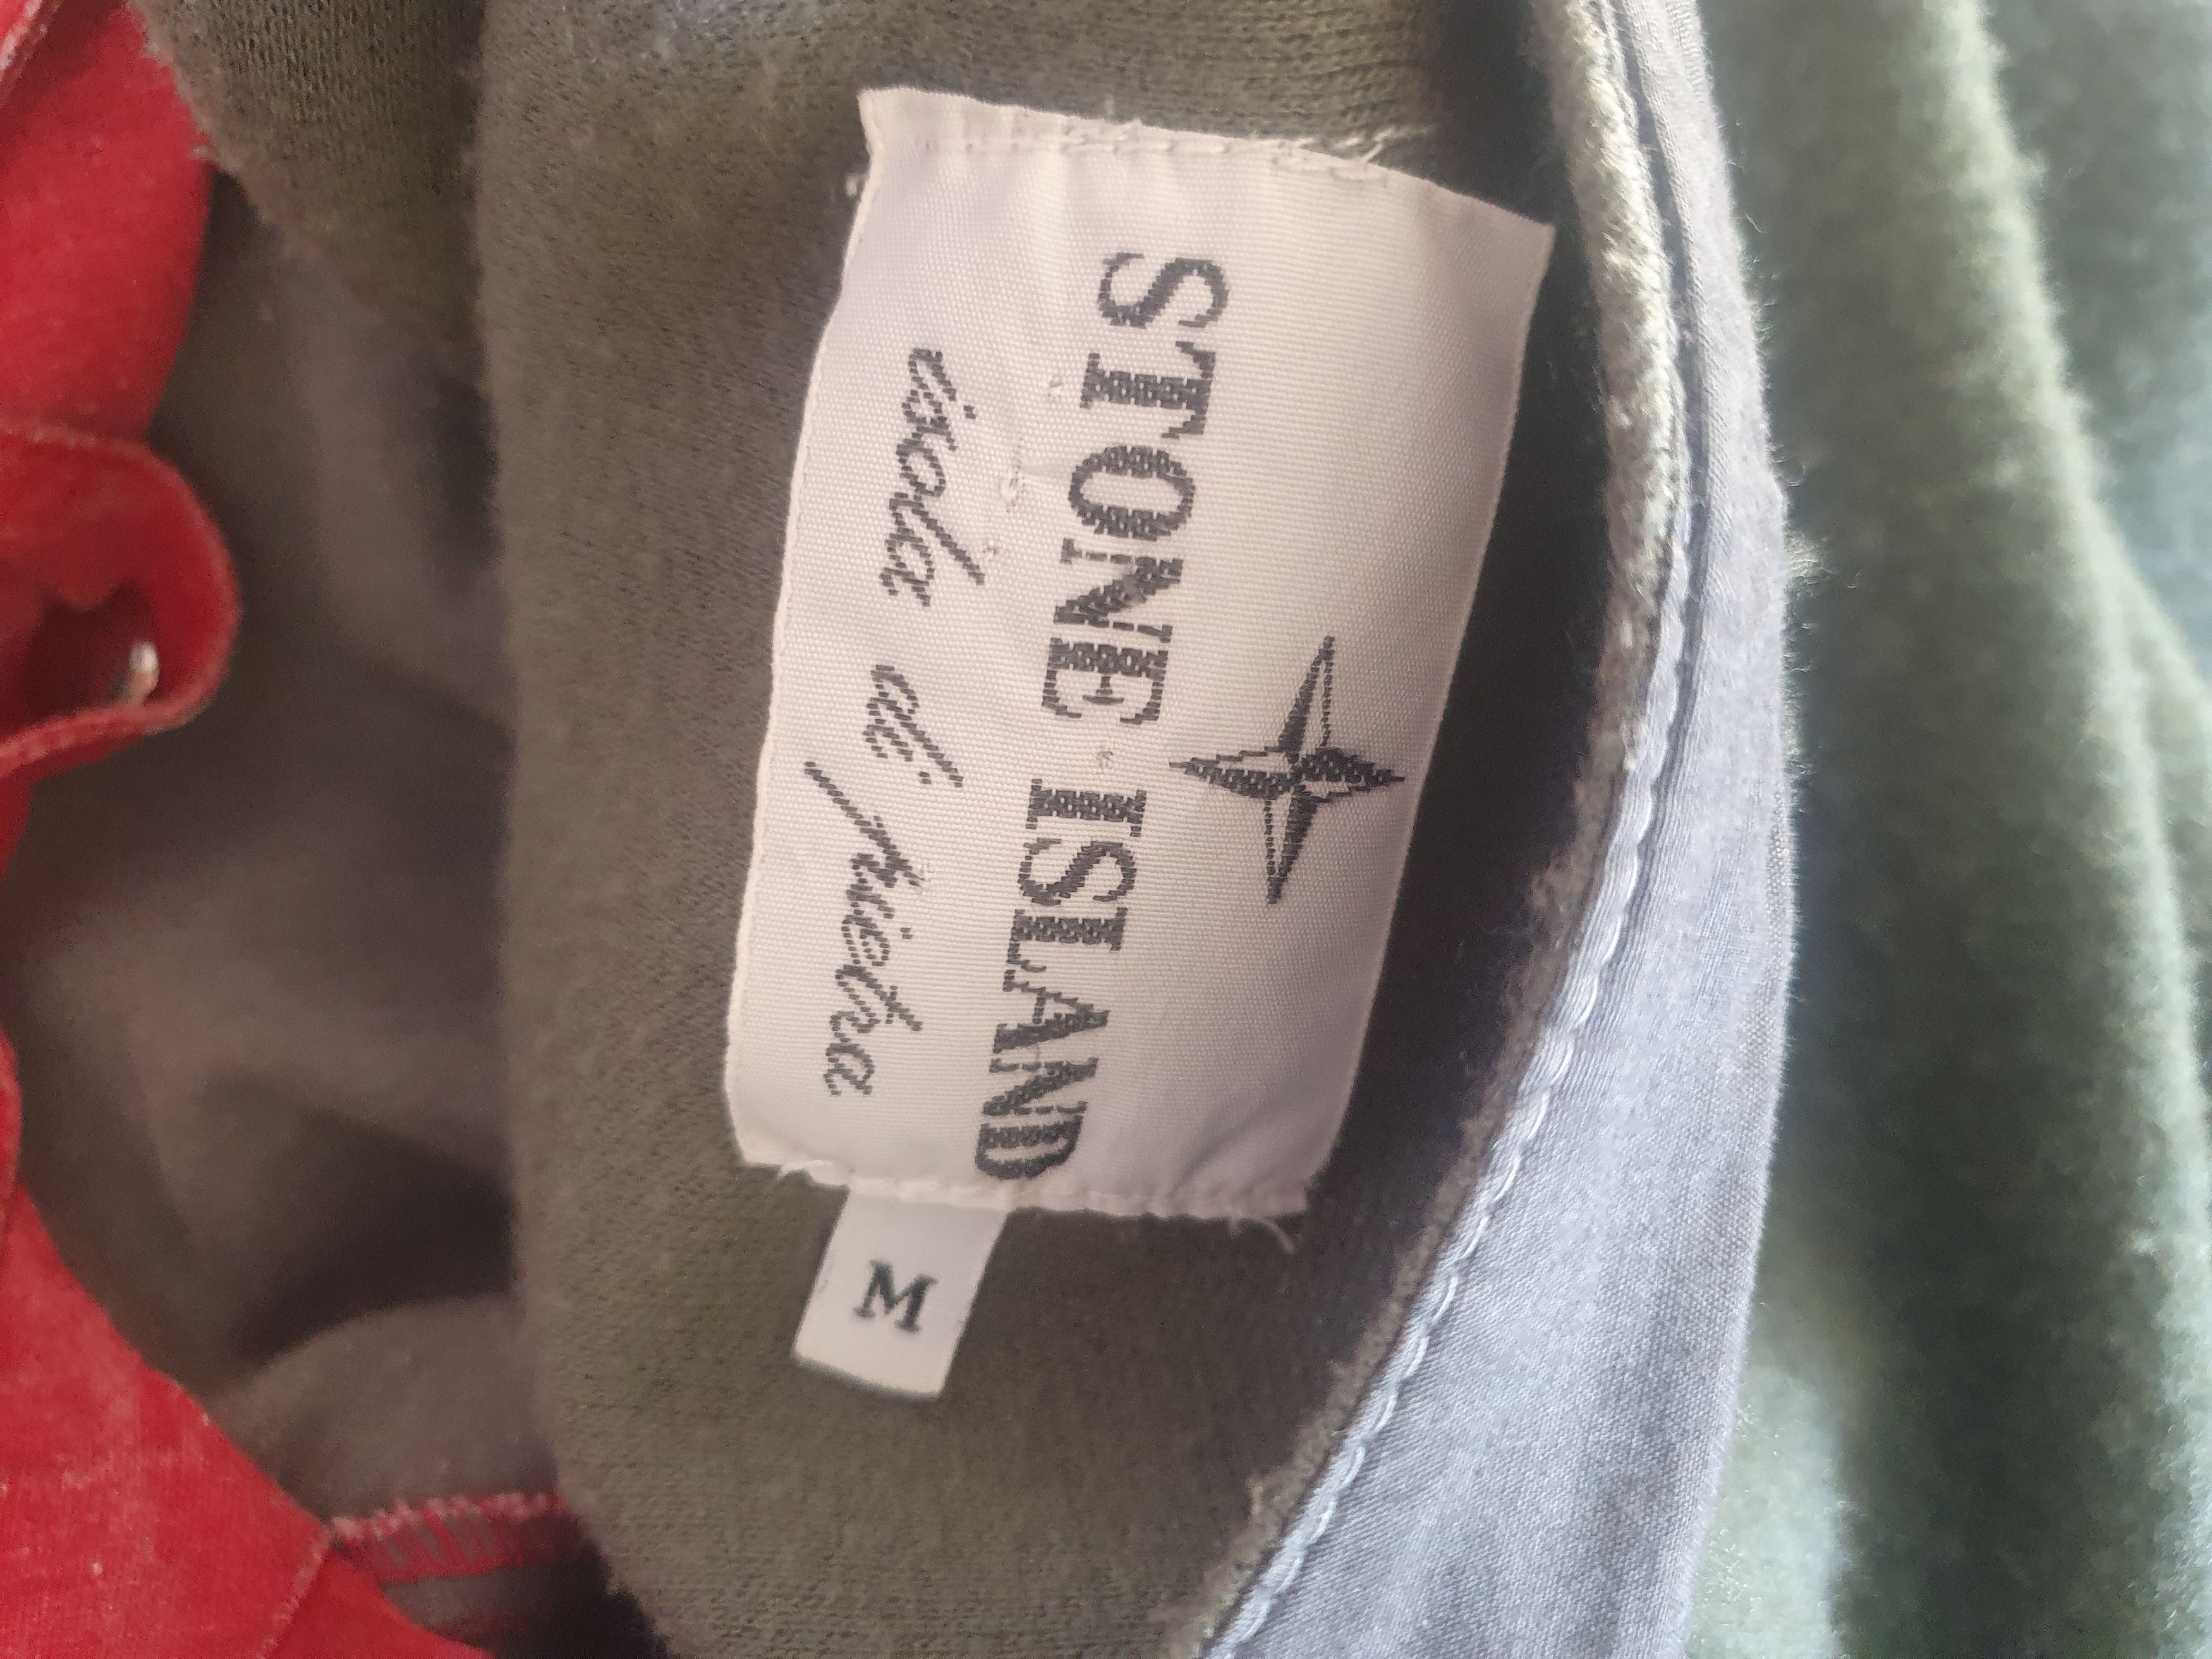 STONE ISLAND
isola di pietra
M